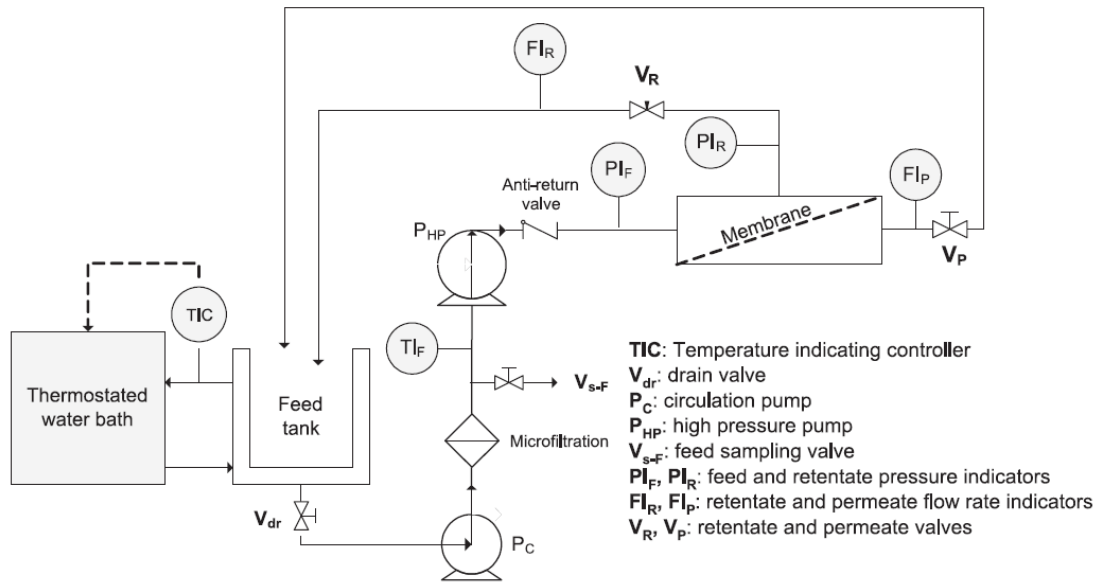 FIR
VR
PIR
PIF
FIP
Anti-return
valve
Membrane
PHP
VP
TIC
TIF
Thermostated
water bath
Feed
tank
Vs-F
Microfiltration
Vdr
PC
TIC: Temperature indicating controller
Vdr: drain valve
PC: circulation pump
PHP: high pressure pump
Vs-F: feed sampling valve
PIF, PIR: feed and retentate pressure indicators
FIR, FIP: retentate and permeate flow rate indicators
VR, VP: retentate and permeate valves